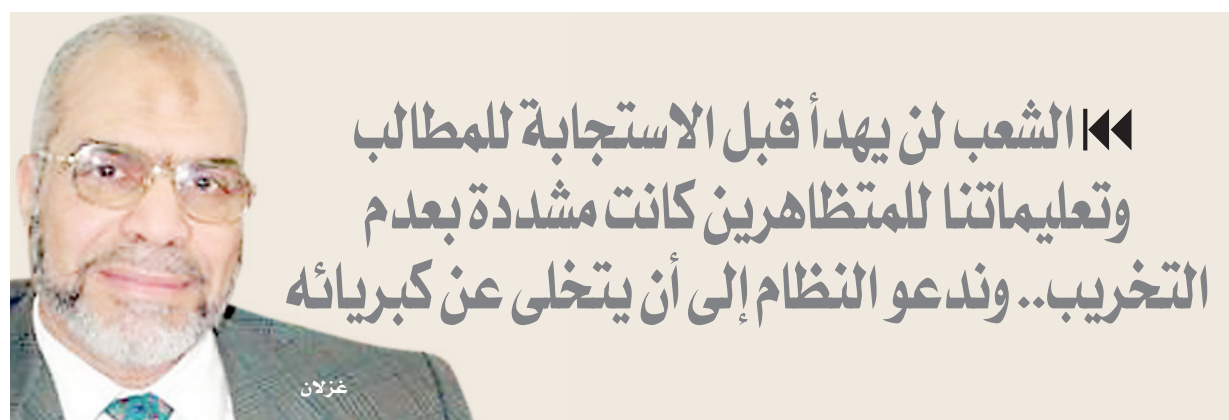 الشعب لن يهدأ قبل الاستجابة للمطالب
وتعليماتنا للمتظاهرين كانت مشددة بعدم
التخريب.. وندعو النظام إلى أن يتخلى عن كبريائه
غزلان